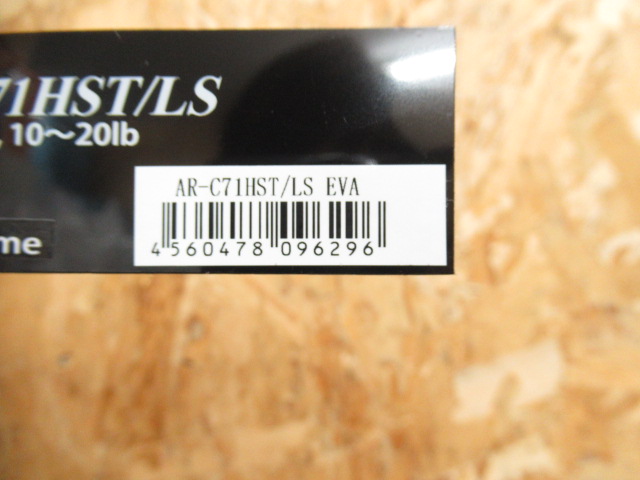 71HST/LS
, 10～20lb
AR-C71HST/LS EVA
4560478 096296
me